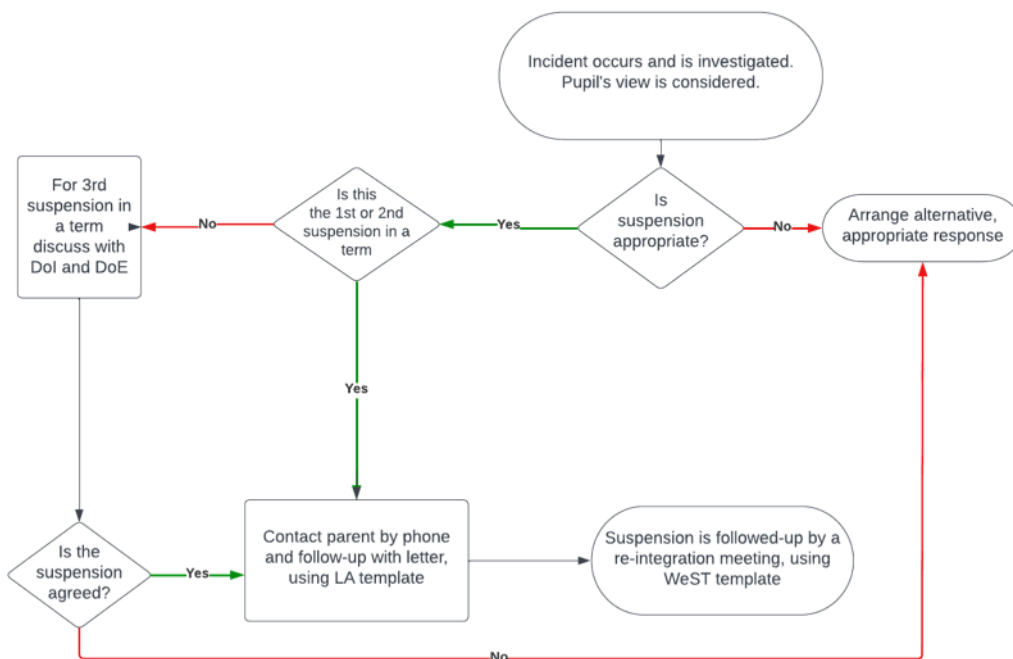 Incident occurs and is investigated.
Pupil's view is considered.
Is
suspension
appropriate?
No
Arrange alternative,
appropriate response
Yes
Is this
the 1st or 2nd
suspension in a
term
No
For 3rd
suspension in
a term
discuss with
DoI and DoE
Yes
Is the
suspension
agreed?
Yes
Contact parent by phone
and follow-up with letter,
using LA template
Suspension is followed-up by a
re-integration meeting, using
WeST template
No